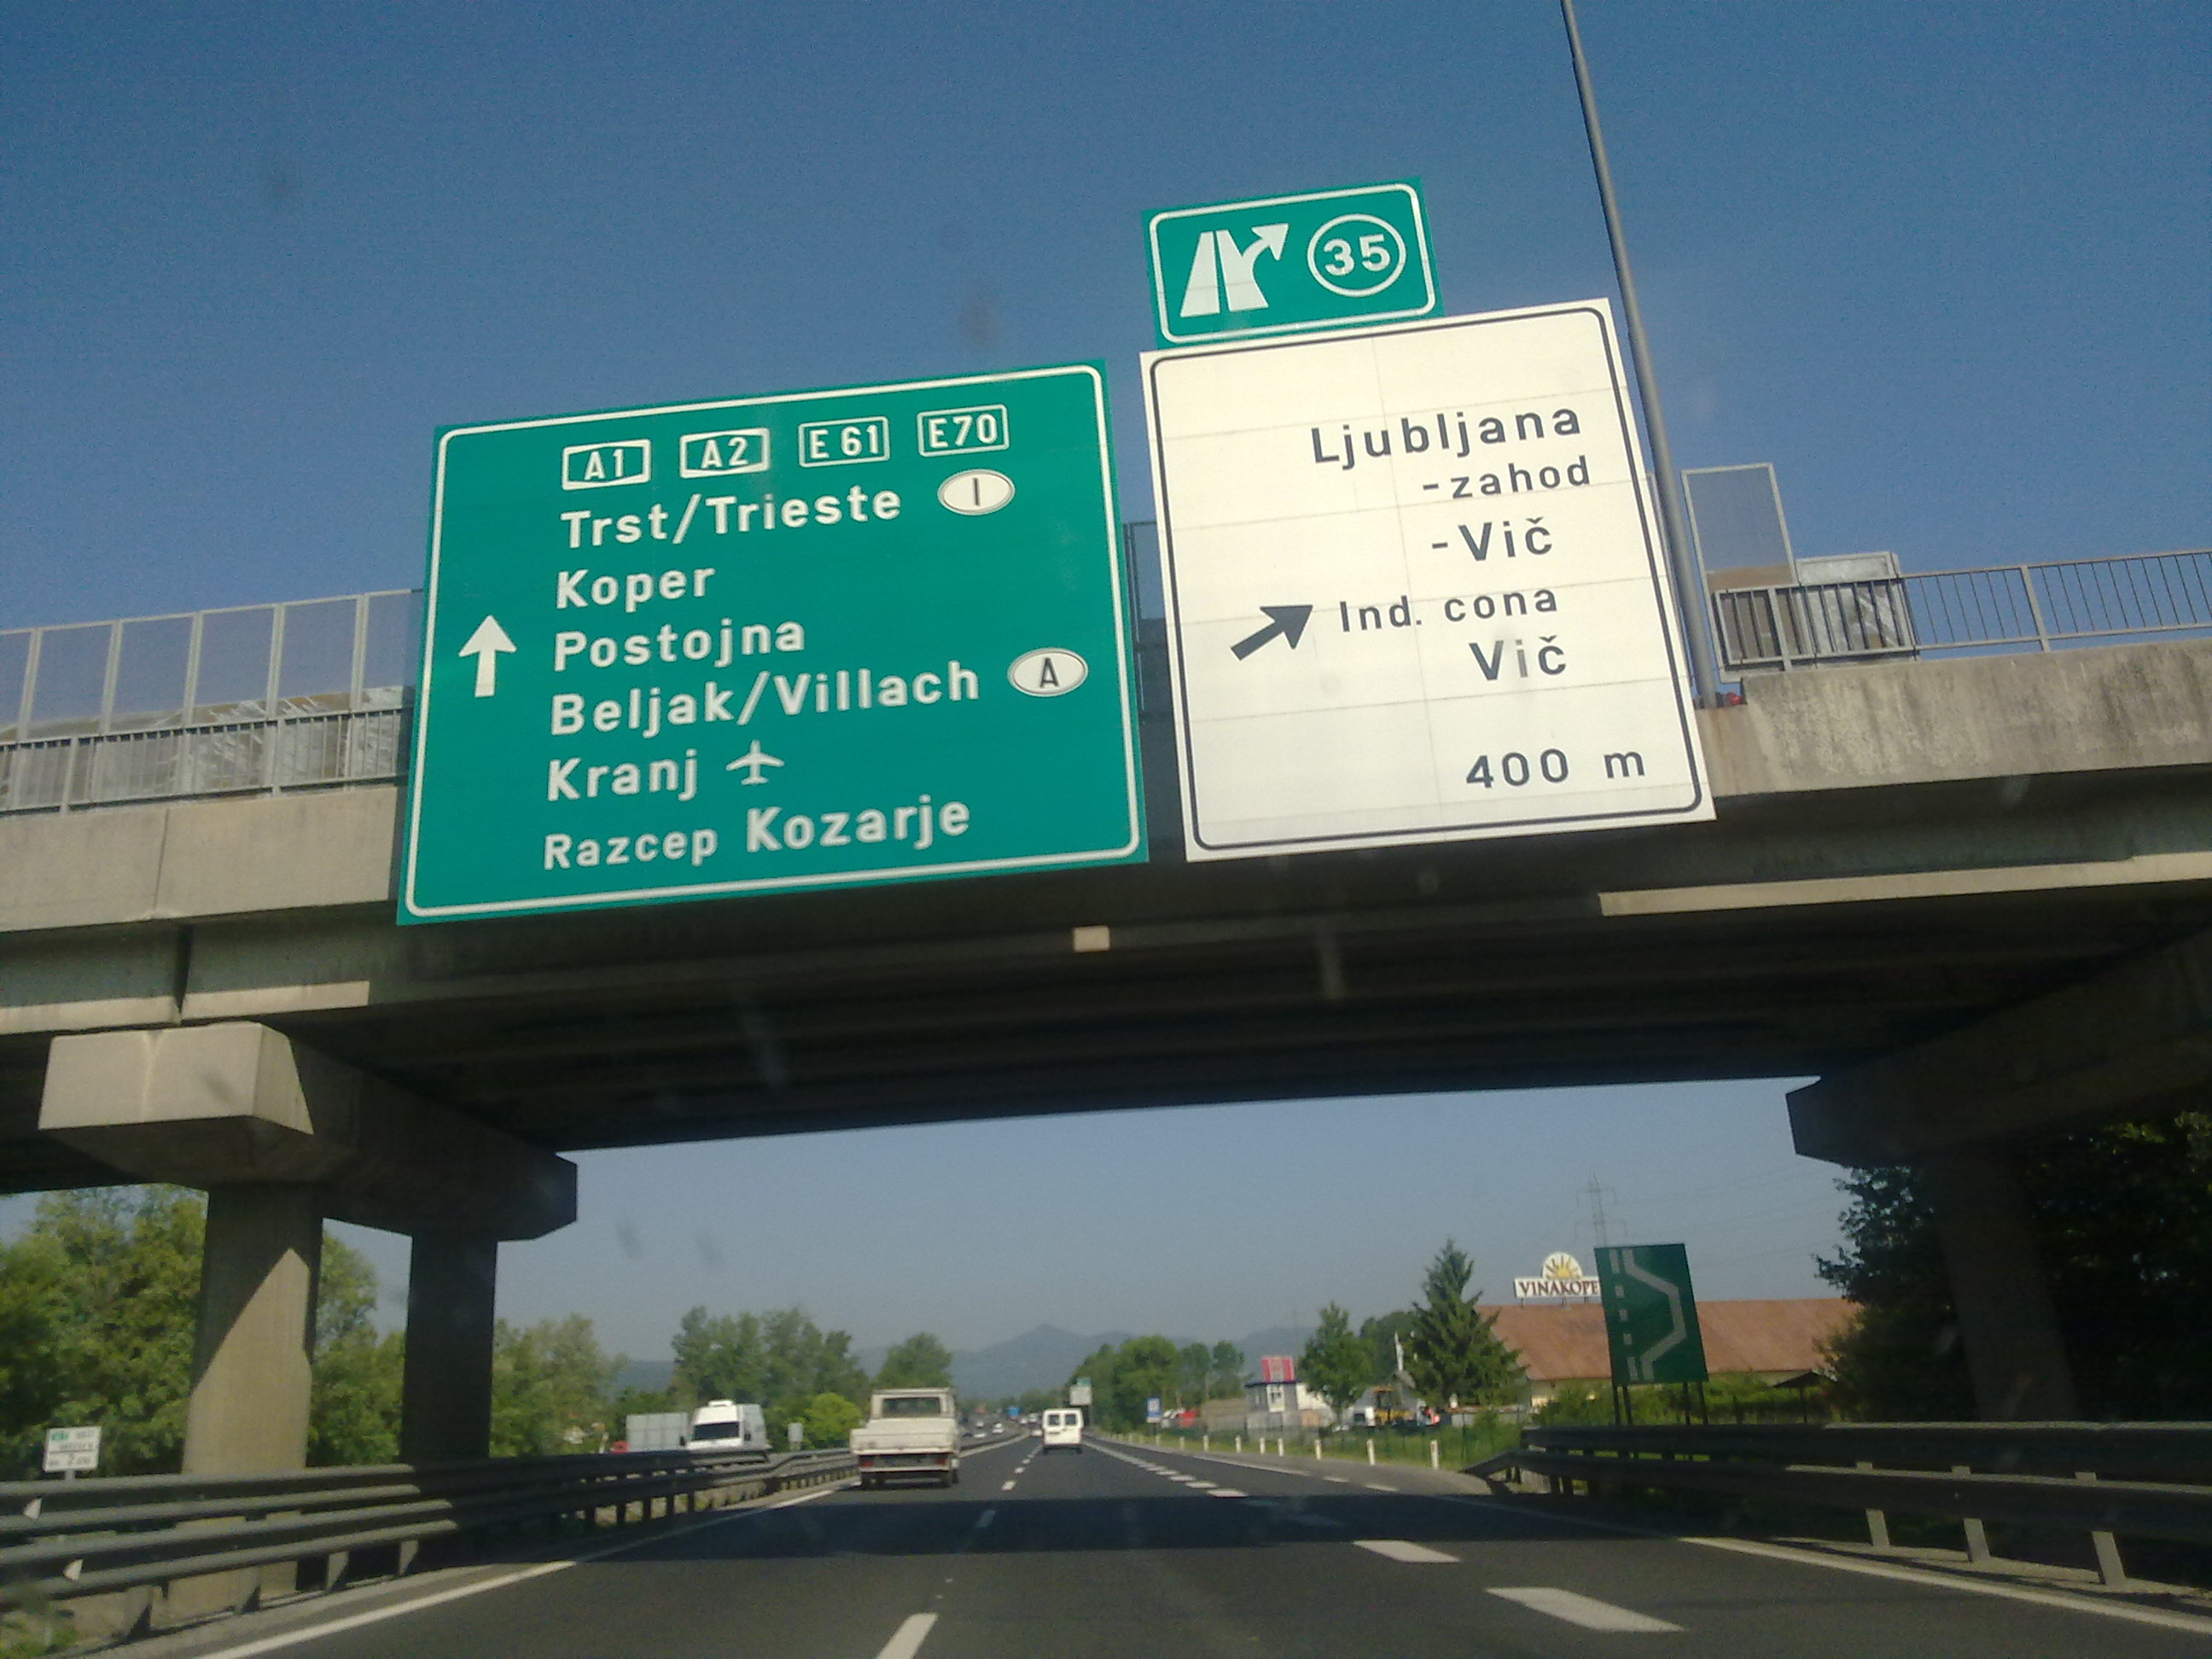 35
A1 A2 E 61 E70
Trst/Trieste I
Koper
Postojna
Beljak/Villach A
Kranj
Razcep Kozarje
Ljubljana
-zahod
-Vič
Ind. cona
Vič
400 m
VINAKOPE